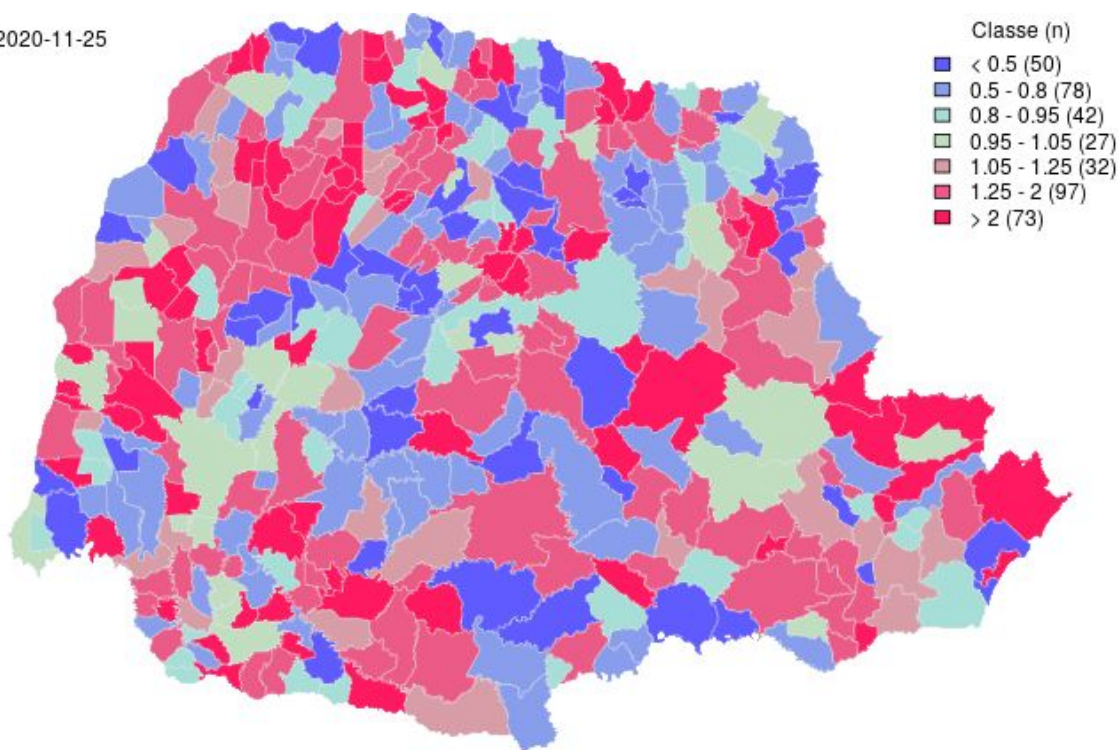 2020-11-25
Classe (n)
< 0.5 (50)
0.5 - 0.8 (78)
0.8 - 0.95 (42)
0.95 - 1.05 (27)
1.05 - 1.25 (32)
1.25 - 2 (97)
> 2 (73)